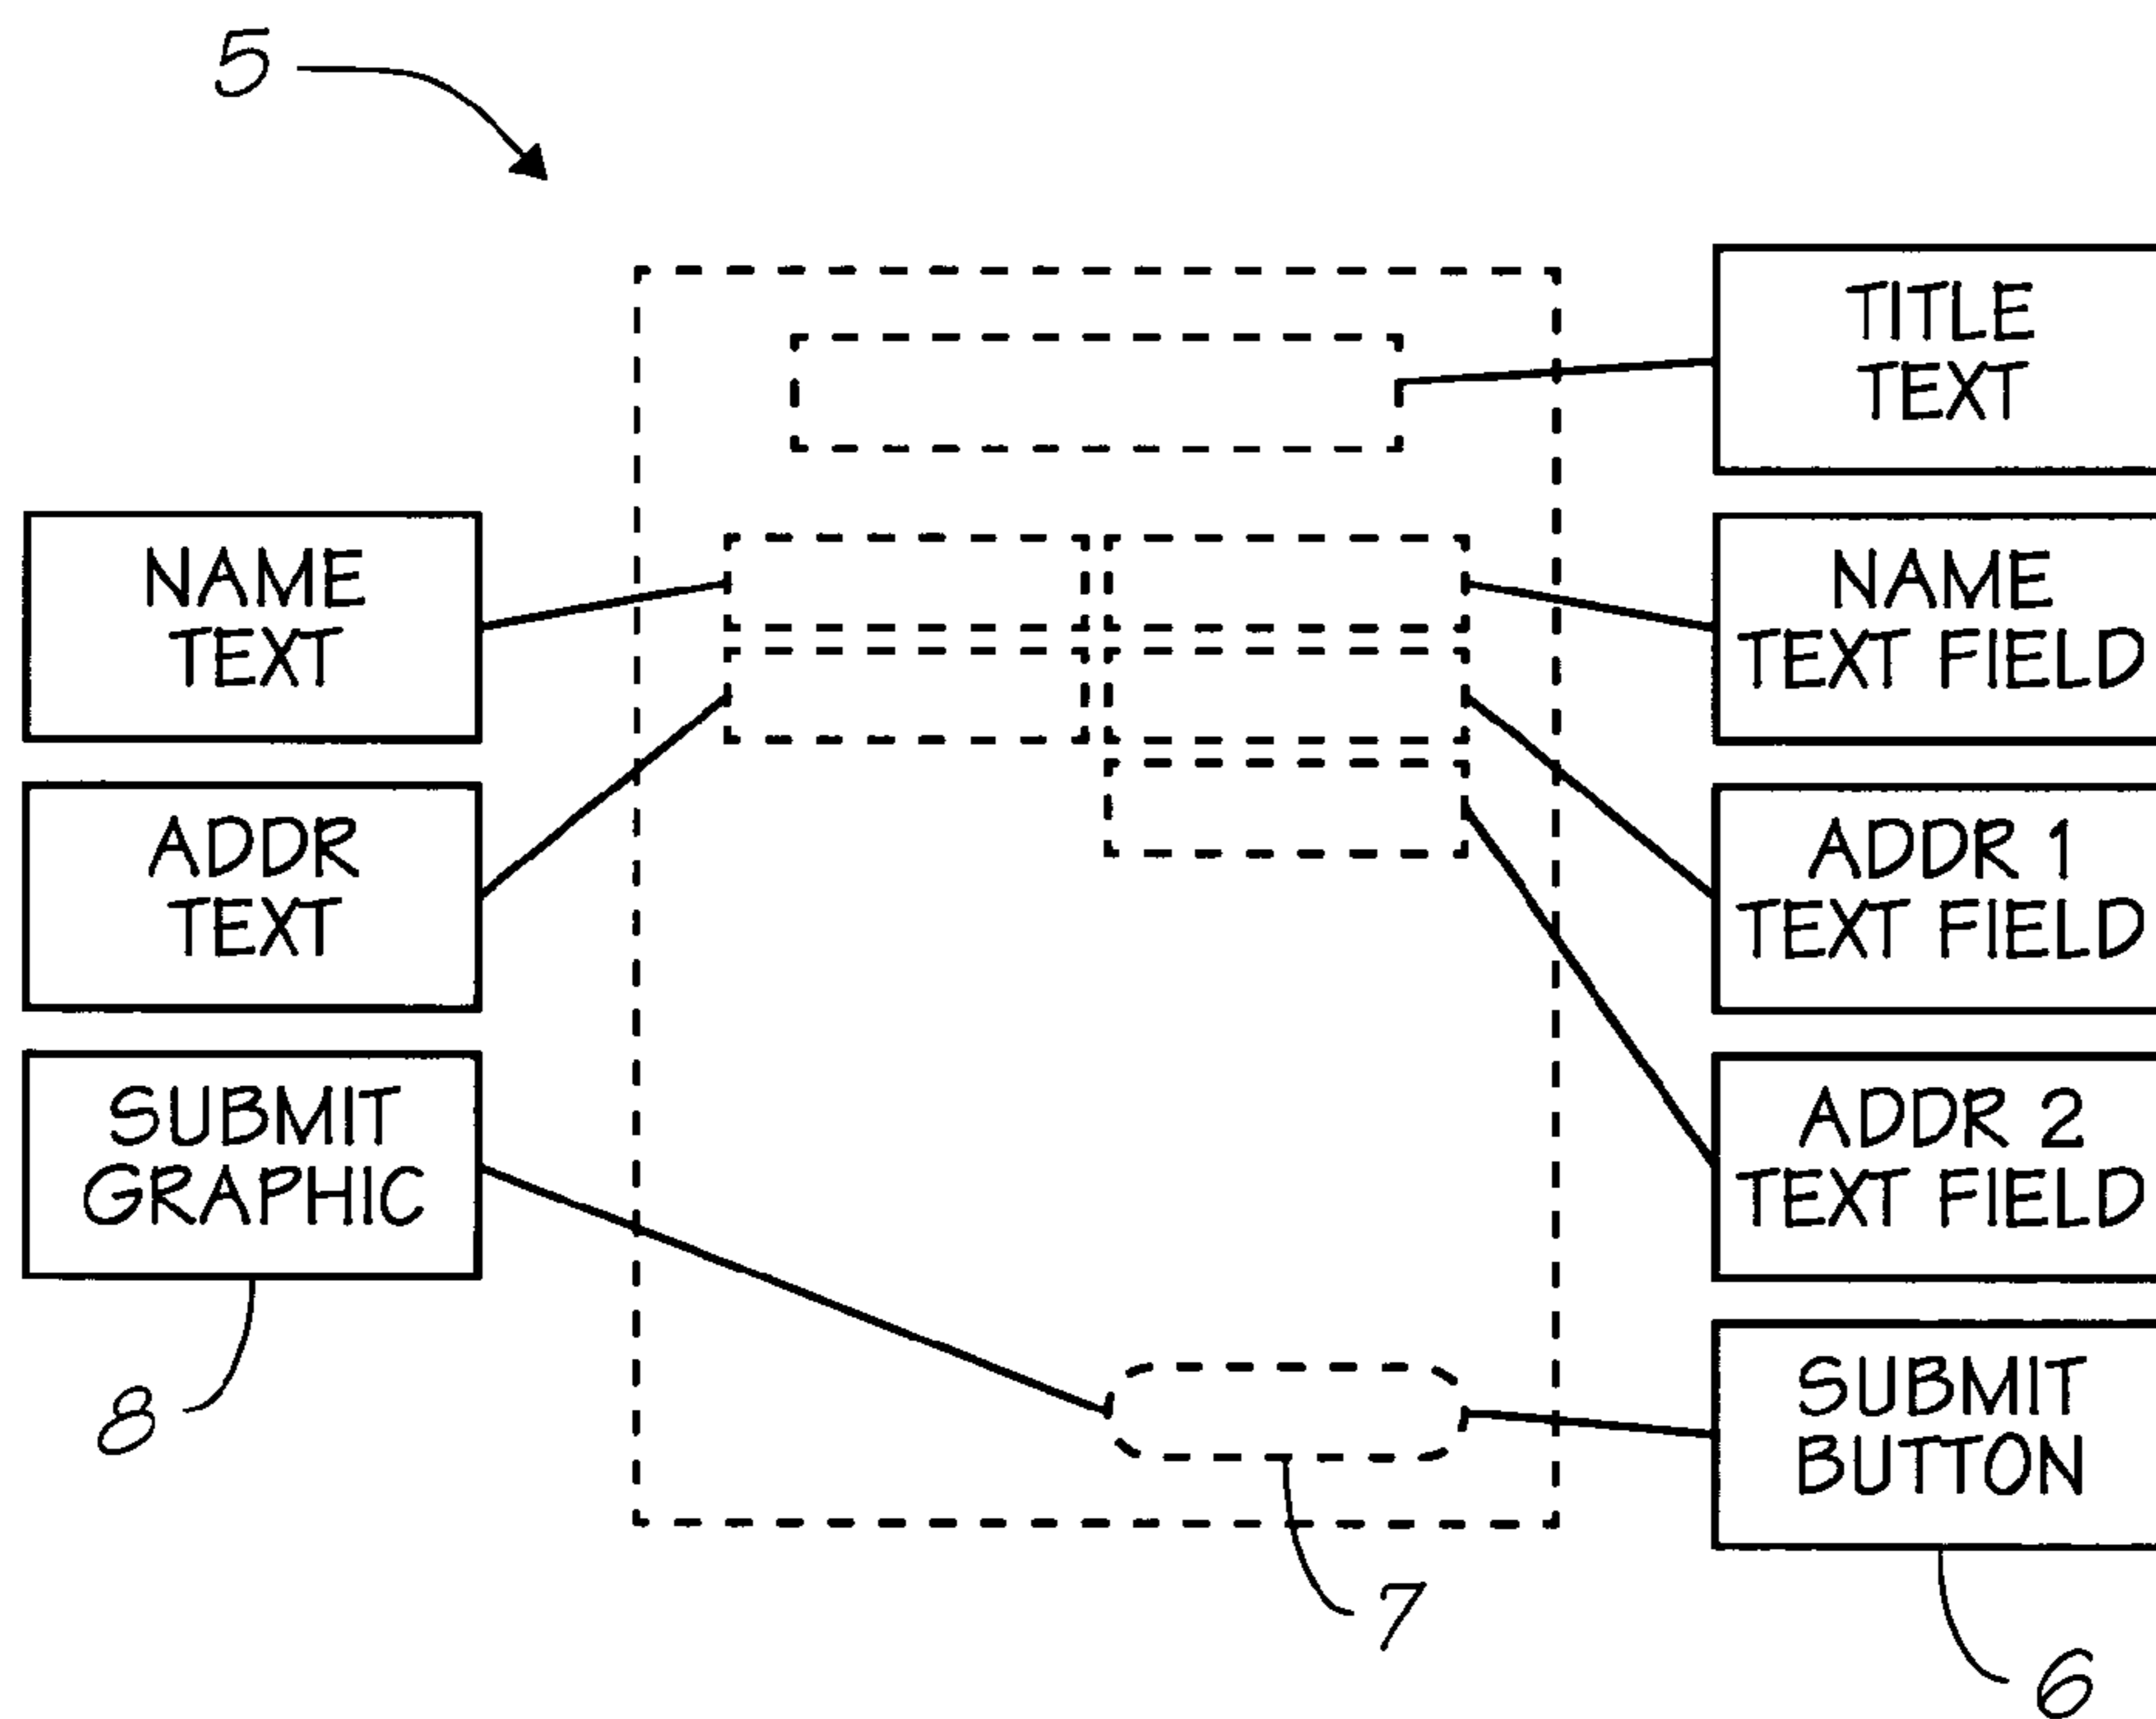 5
TITLE
TEXT
NAME
TEXT
NAME
TEXT FIELD
ADDR
TEXT
ADDR 1
TEXT FIELD
SUBMIT
GRAPHIC
ADDR 2
TEXT FIELD
8
SUBMIT
BUTTON
7
6